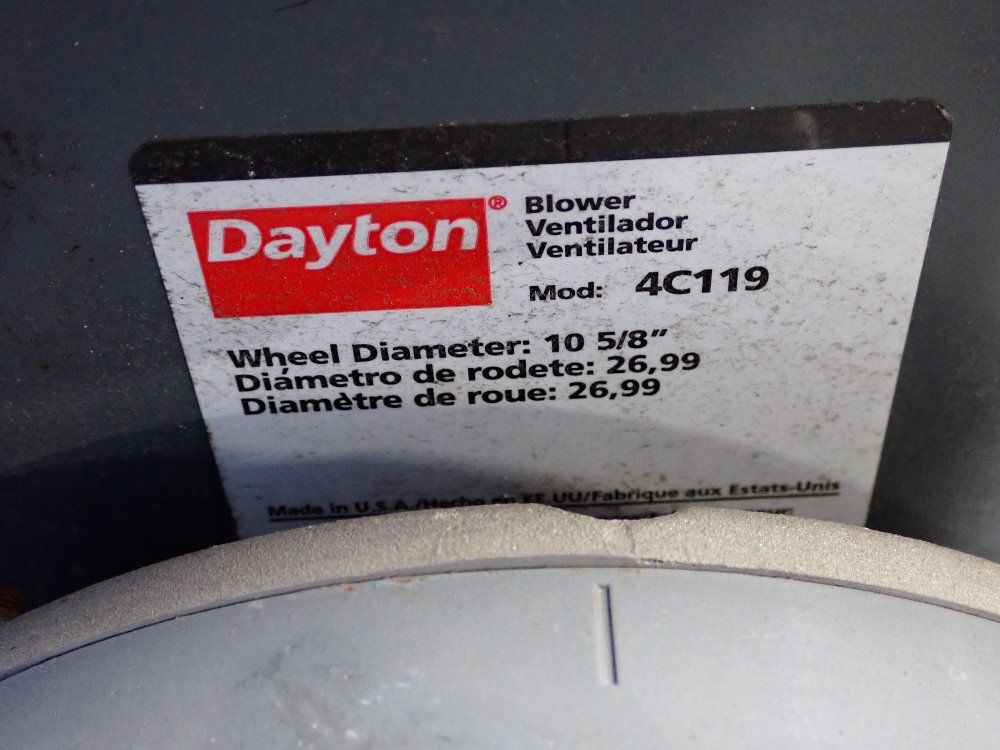 Dayton®
Blower
Ventilador
Ventilateur
Mod: 4C119
Wheel Diameter: 10 5/8"
Diámetro de rodete: 26,99
Diamètre de roue: 26,99
Made in U.S.A./Hecho en EE.UU/Fabrique aux Estats-Unis